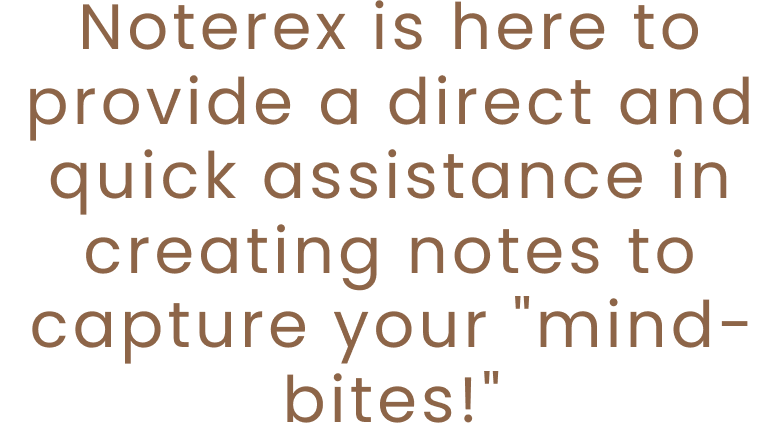 Noterex is here to
provide a direct and
quick assistance in
creating notes to
capture your "mind-
bites!"